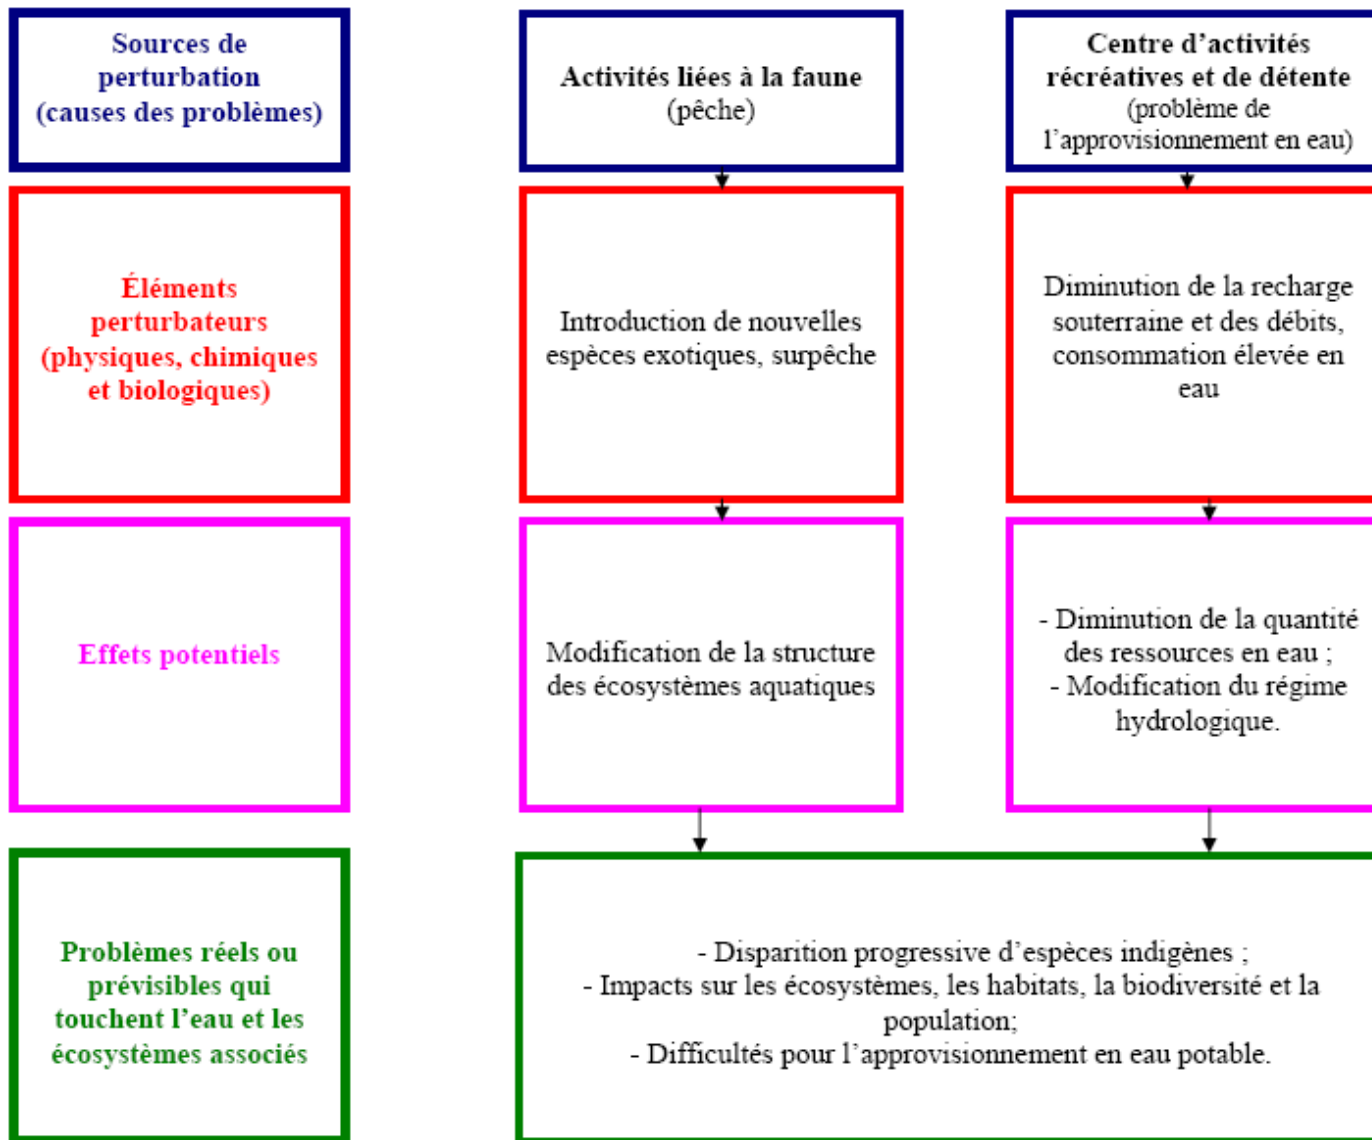 Sources de
perturbation
(causes des problèmes)
Activités liées à la faune
(pêche)
Centre d’activités
récréatives et de détente
(problème de
l’approvisionnement en eau)
Éléments
perturbateurs
(physiques, chimiques
et biologiques)
Introduction de nouvelles
espèces exotiques, surpêche
Diminution de la recharge
souterraine et des débits,
consommation élevée en
eau
Effets potentiels
Modification de la structure
des écosystèmes aquatiques
- Diminution de la quantité
des ressources en eau ;
- Modification du régime
hydrologique.
Problèmes réels ou
prévisibles qui
touchent l’eau et les
écosystèmes associés
- Disparition progressive d’espèces indigènes ;
- Impacts sur les écosystèmes, les habitats, la biodiversité et la
population;
- Difficultés pour l’approvisionnement en eau potable.